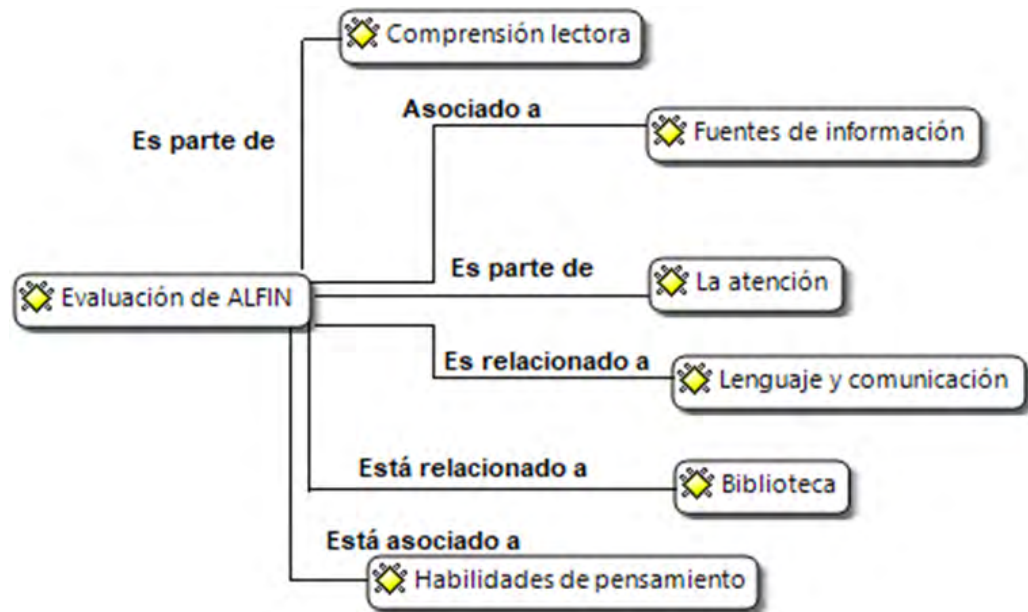 Comprensión lectora
Asociado a
Fuentes de información
Es parte de
Es parte de
La atención
Evaluación de ALFIN
Es relacionado a
Lenguaje y comunicación
Está relacionado a
Biblioteca
Está asociado a
Habilidades de pensamiento